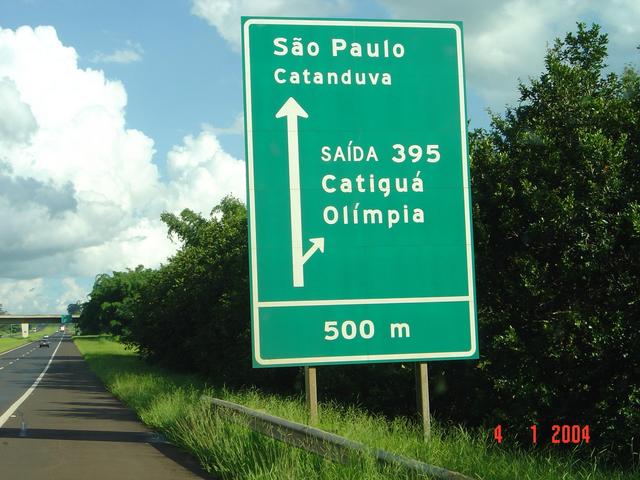 São Paulo
Catanduva
SAÍDA 395
Catiguá
Olímpia
500 m
4 1 2004